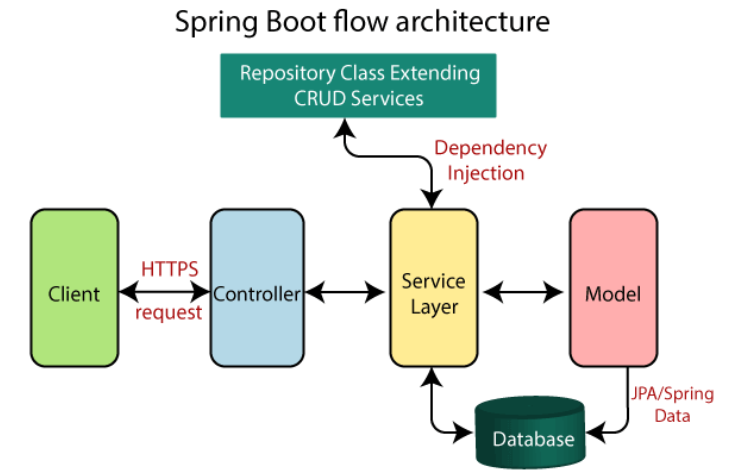 Spring Boot flow architecture
Repository Class Extending
CRUD Services
Dependency
Injection
Client
HTTPS
request
Controller
Service
Layer
Model
JPA/Spring
Data
Database